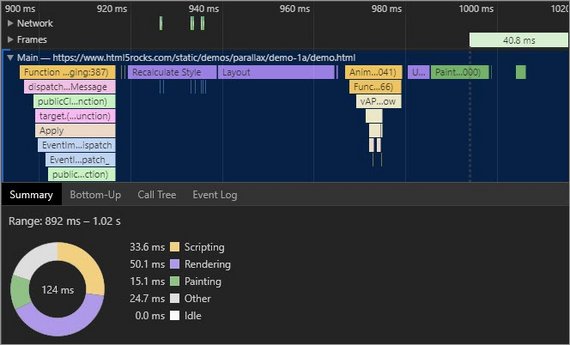 900 ms 920 ms 940 ms 960 ms 980 ms 1000 ms 1020
Network
Frames 40.8 ms
Main — https://www.html5rocks.com/static/demos/parallax/demo-1a/demo.html
Function ...ging:387) Recalculate Style Layout Anim...041) U... Paint...000)
dispatch...Message Func...66)
publicCl...nction) vAP...ow
target.(...unction)
Apply
EventIm...ispatch
Eventl...patch_
public...ction)
Summary Bottom-Up Call Tree Event Log
Range: 892 ms – 1.02 s
33.6 ms Scripting
50.1 ms Rendering
124 ms 15.1 ms Painting
24.7 ms Other
0.0 ms Idle